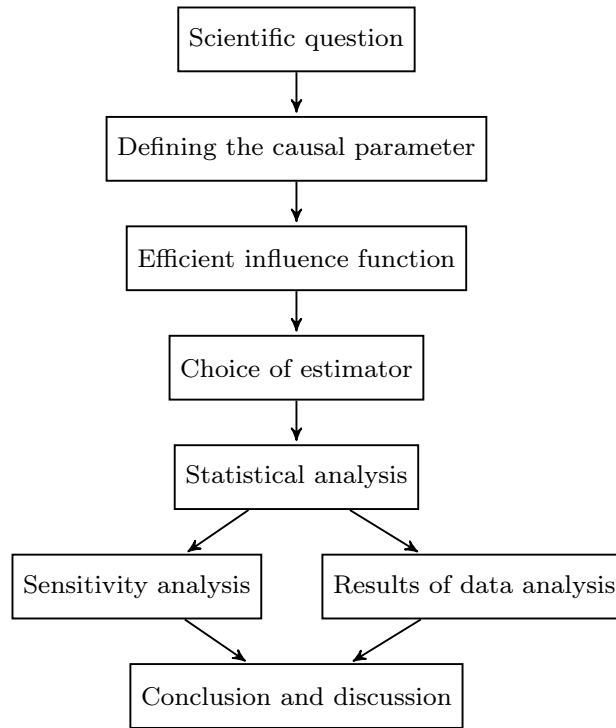 Scientific question
Defining the causal parameter
Efficient influence function
Choice of estimator
Statistical analysis
Sensitivity analysis
Results of data analysis
Conclusion and discussion